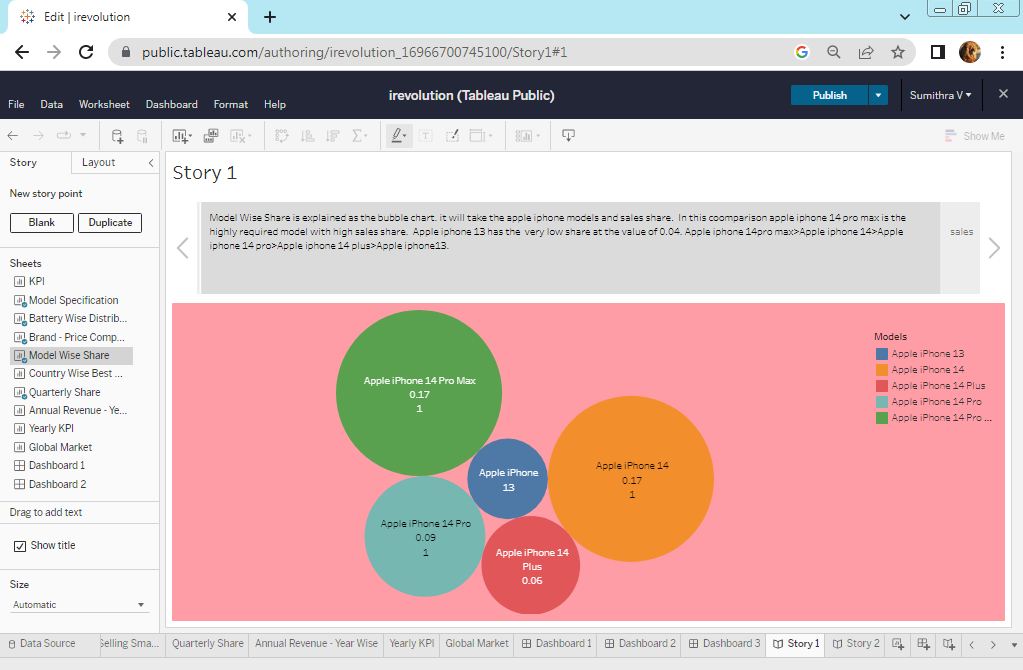 Edit | irevolution
public.tableau.com/authoring/irevolution_16966700745100/Story1#1
irevolution (Tableau Public)
Publish
Sumithra V
File Data Worksheet Dashboard Format Help
Show Me
Story Layout
New story point
Blank Duplicate
Sheets
KPI
Model Specification
Battery Wise Distrib...
Brand - Price Comp...
Model Wise Share
Country Wise Best ...
Quarterly Share
Annual Revenue - Ye...
Yearly KPI
Global Market
Dashboard 1
Dashboard 2
Drag to add text
Show title
Size
Automatic
Story 1
Model Wise Share is explained as the bubble chart. it will take the apple iphone models and sales share. In this coomparison apple iphone 14 pro max is the
highly required model with high sales share. Apple iphone 13 has the very low share at the value of 0.04. Apple iphone 14pro max>Apple iphone 14>Apple
iphone 14 pro>Apple iphone 14 plus>Apple iphone13.
sales
Apple iPhone 14 Pro Max
0.17
1
Apple iPhone
13
Apple iPhone 14
0.17
1
Apple iPhone 14 Pro
0.09
1
Apple iPhone 14
Plus
0.06
Models
Apple iPhone 13
Apple iPhone 14
Apple iPhone 14 Plus
Apple iPhone 14 Pro
Apple iPhone 14 Pro ...
Data Source Selling Sma... Quarterly Share Annual Revenue - Year Wise Yearly KPI Global Market Dashboard 1 Dashboard 2 Dashboard 3 Story 1 Story 2